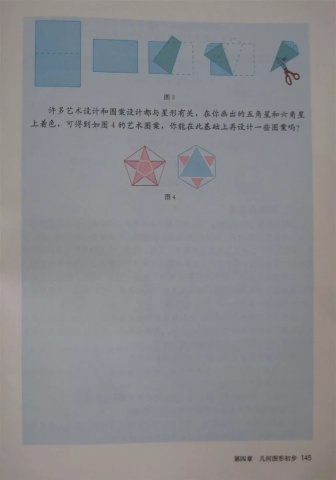 图3
许多艺术设计和图案设计都与星形有关，在你画出的五角星和六角星
上着色，可得到如图4的艺术图案，你能在此基础上再设计一些图案吗？
图4
第四章 几何图形初步 145